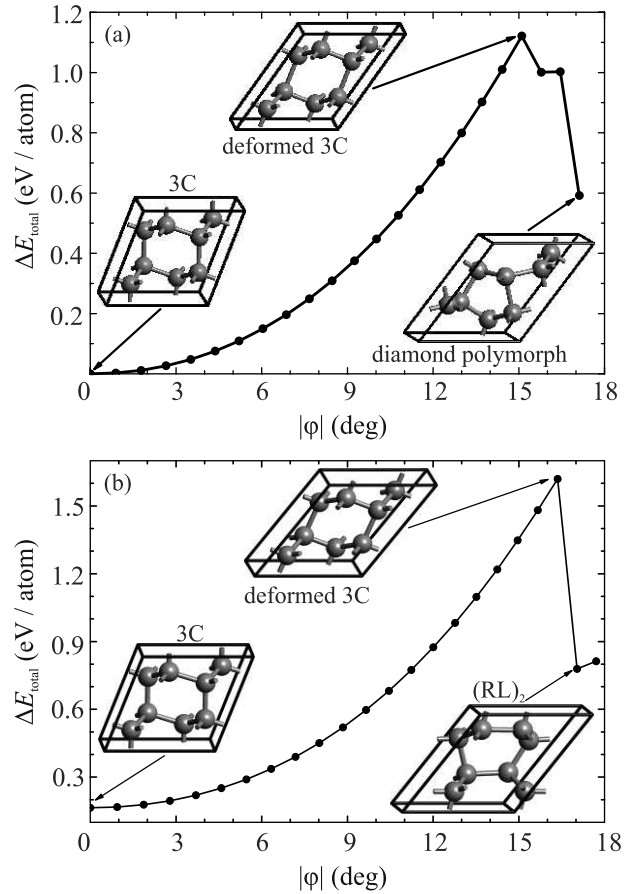 (a)
1.2
1.0
0.8
0.6
0.4
0.2
0
3
6
9
12
15
18
ΔE_total (eV / atom)
|φ| (deg)
deformed 3C
3C
diamond polymorph
(b)
1.5
1.2
0.9
0.6
0.3
0
3
6
9
12
15
18
ΔE_total (eV / atom)
|φ| (deg)
deformed 3C
3C
(RL)₂